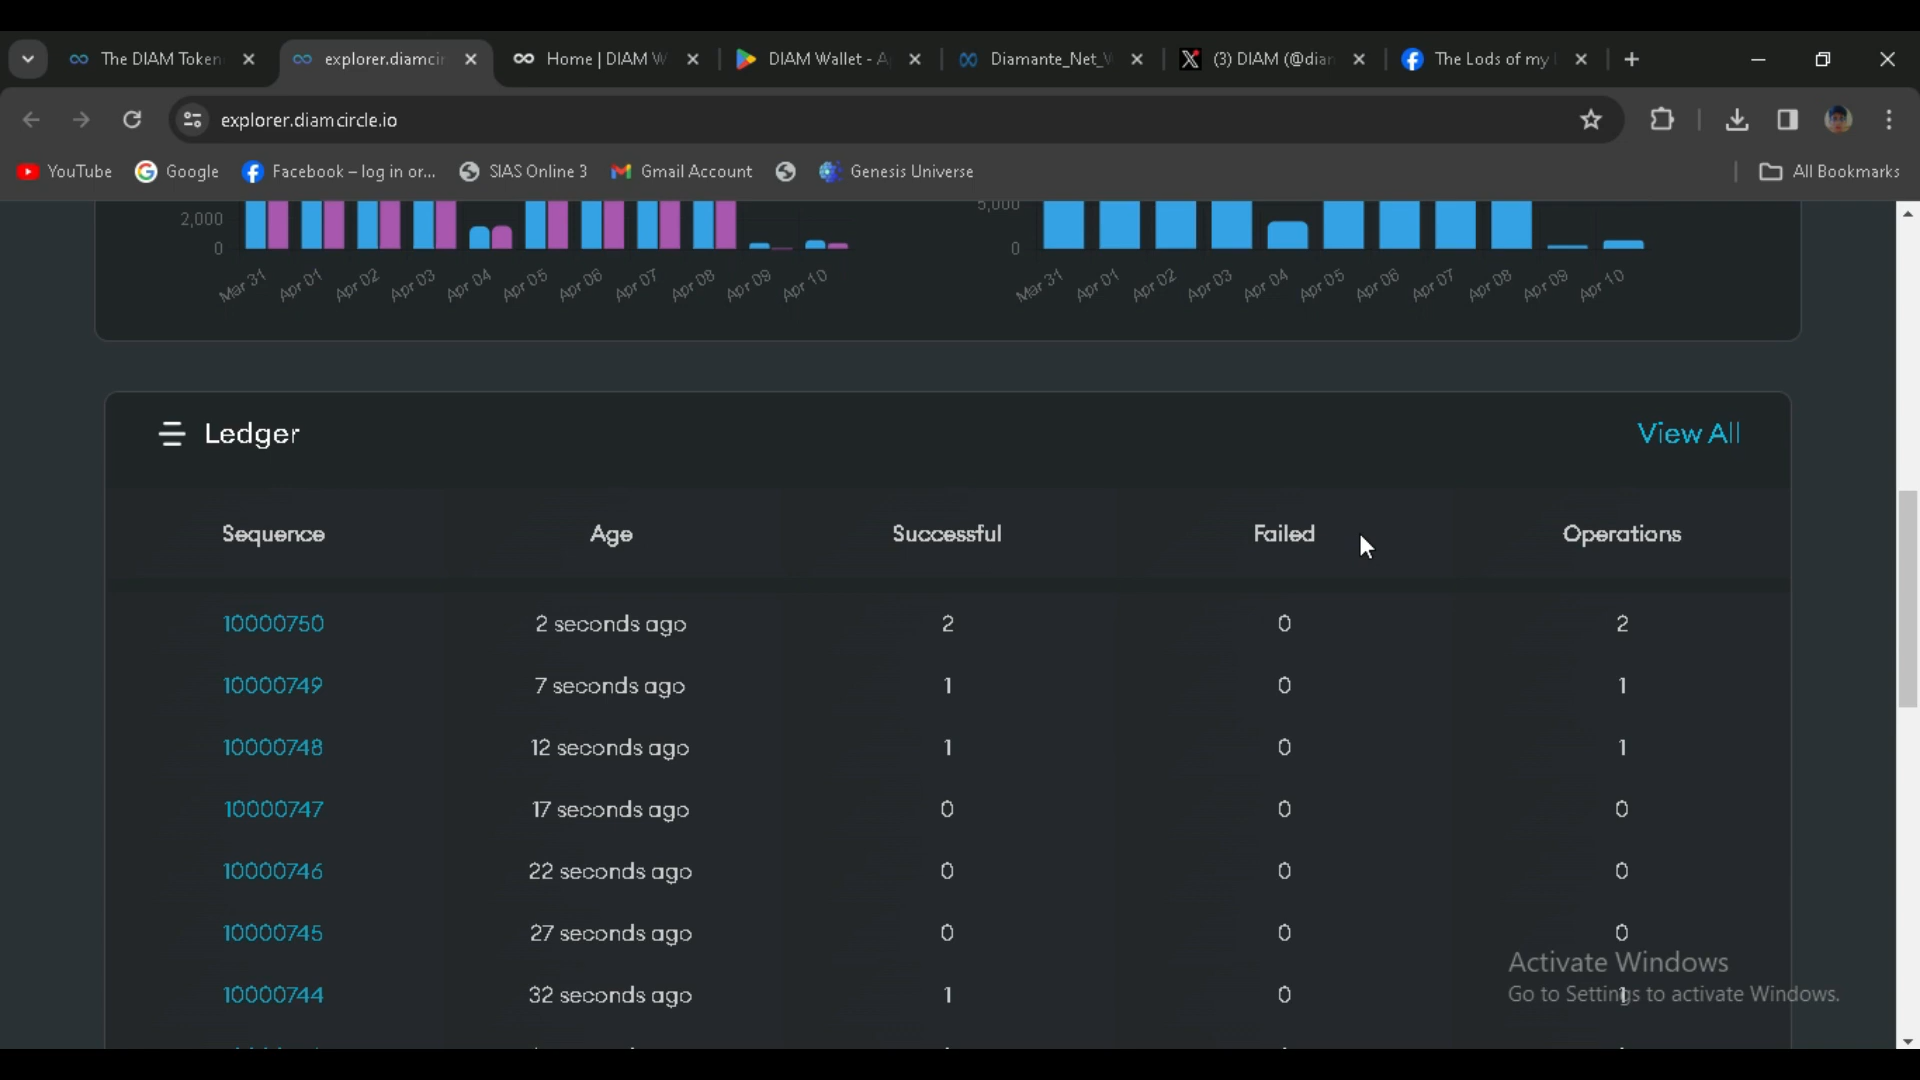 The DIAM Token
explorer.diamcir
Home | DIAM W
DIAM Wallet - A
Diamante_Net_V
(3) DIAM (@dian
The Lods of my
explorer.diamcircle.io
YouTube
Google
Facebook – log in or...
SIAS Online 3
Gmail Account
Genesis Universe
All Bookmarks
2,000
0
Mar 31 Apr 01 Apr 02 Apr 03 Apr 04 Apr 05 Apr 06 Apr 07 Apr 08 Apr 09 Apr 10
5,000
0
Mar 31 Apr 01 Apr 02 Apr 03 Apr 04 Apr 05 Apr 06 Apr 07 Apr 08 Apr 09 Apr 10
Ledger
View All
Sequence Age Successful Failed Operations
10000750 2 seconds ago 2 0 2
10000749 7 seconds ago 1 0 1
10000748 12 seconds ago 1 0 1
10000747 17 seconds ago 0 0 0
10000746 22 seconds ago 0 0 0
10000745 27 seconds ago 0 0 0
10000744 32 seconds ago 1 0 1
Activate Windows
Go to Settings to activate Windows.